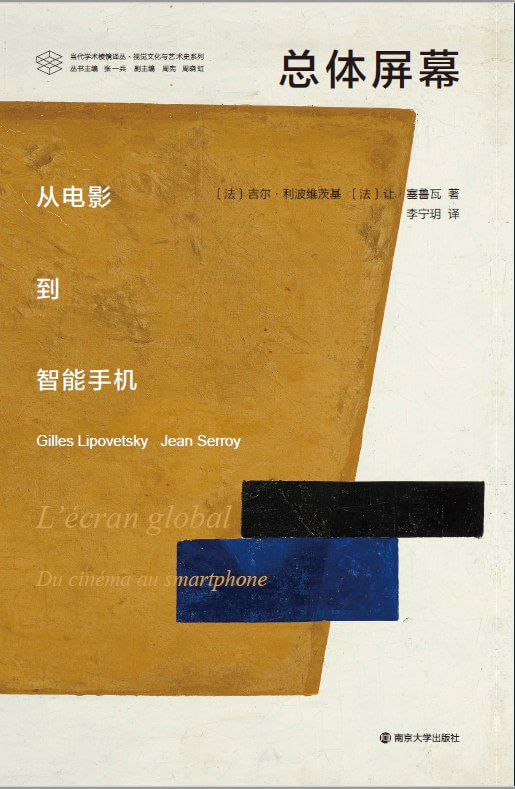 当代学术棱镜译丛·视觉文化与艺术史系列
丛书主编 张一兵 副主编 周宪 周晓虹
总体屏幕
从电影
〔法〕吉尔·利波维茨基 〔法〕让·塞鲁瓦 著
李宁玥 译
到
智能手机
Gilles Lipovetsky Jean Serroy
L'écran global
Du cinéma au smartphone
南京大学出版社